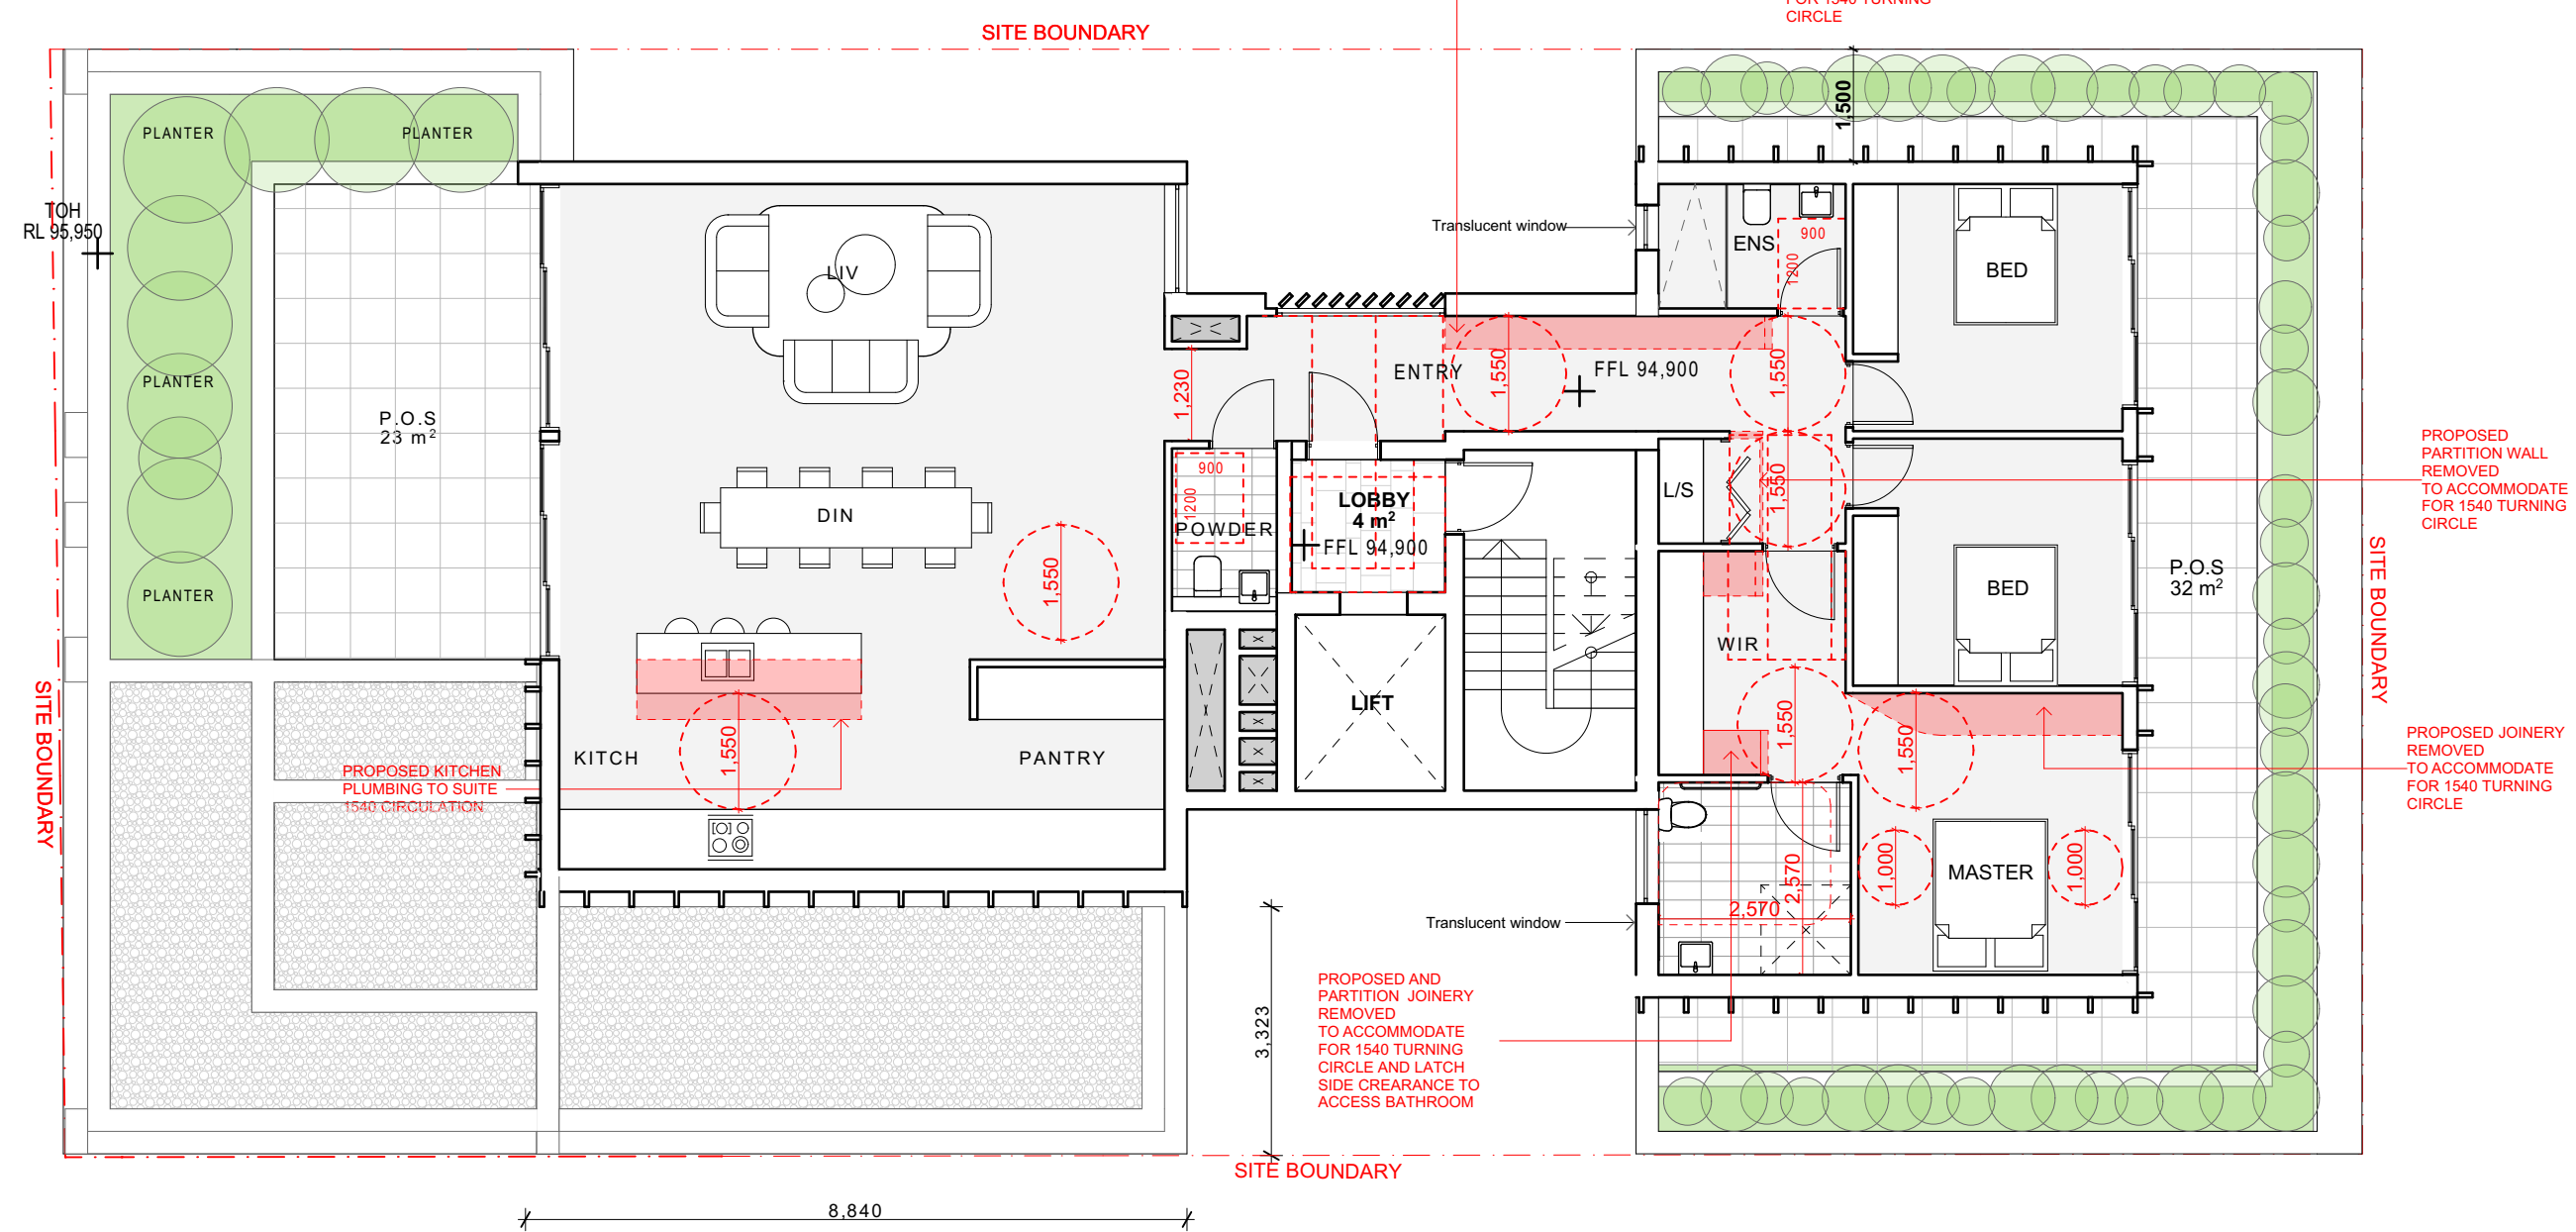 FOR 1540 TURNING
CIRCLE
SITE BOUNDARY
1,500
PLANTER
PLANTER
TOH
RL 95,950
LIV
Translucent window
ENS
900
1200
BED
1,230
ENTRY
1,550
FFL 94,900
1,550
PLANTER
P.O.S
23 m²
900
1200
POWDER
LOBBY
4 m²
FFL 94,900
L/S
1,550
DIN
1,550
PLANTER
BED
P.O.S
32 m²
PROPOSED
PARTITION WALL
REMOVED
TO ACCOMMODATE
FOR 1540 TURNING
CIRCLE
SITE BOUNDARY
SITE BOUNDARY
WIR
LIFT
1,550
1,550
KITCH
1,550
PANTRY
PROPOSED KITCHEN
PLUMBING TO SUITE
1540 CIRCULATION
PROPOSED JOINERY
REMOVED
TO ACCOMMODATE
FOR 1540 TURNING
CIRCLE
2,570
2,570
1,000
MASTER
1,000
Translucent window
PROPOSED AND
PARTITION JOINERY
REMOVED
TO ACCOMMODATE
FOR 1540 TURNING
CIRCLE AND LATCH
SIDE CREARANCE TO
ACCESS BATHROOM
3,323
SITE BOUNDARY
8,840